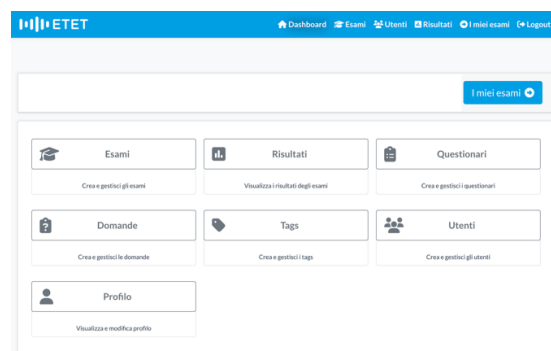 ETET
Dashboard Esami Utenti Risultati I miei esami Logout
I miei esami
Esami Risultati Questionari
Crea e gestisci gli esami Visualizza i risultati degli esami Crea e gestisci i questionari
Domande Tags Utenti
Crea e gestisci le domande Crea e gestisci i tags Crea e gestisci gli utenti
Profilo
Visualizza e modifica profilo